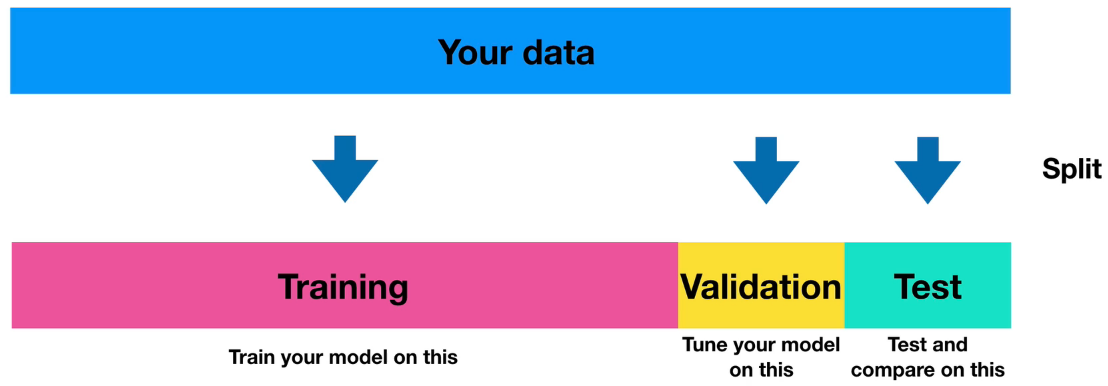 Your data
Split
Training
Validation
Test
Train your model on this
Tune your model
on this
Test and
compare on this